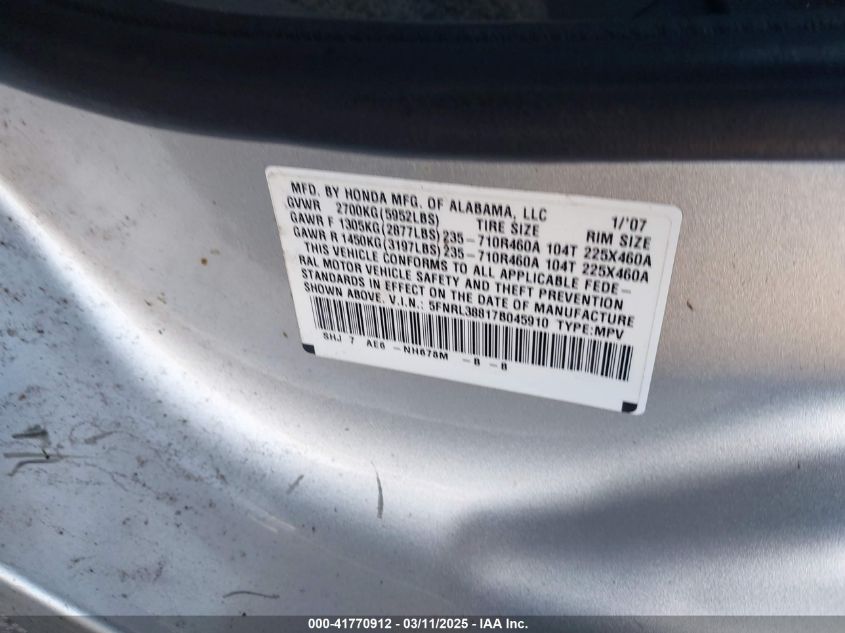 MFD. BY HONDA MFG. OF ALABAMA, LLC 1/'07
GVWR 2700KG(5952LBS) TIRE SIZE RIM SIZE
GAWR F 1305KG(2877LBS)235-710R460A 104T 225X460A
GAWR R 1450KG(3197LBS)235-710R460A 104T 225X460A
THIS VEHICLE CONFORMS TO ALL APPLICABLE FEDE-
RAL MOTOR VEHICLE SAFETY AND THEFT PREVENTION
STANDARDS IN EFFECT ON THE DATE OF MANUFACTURE
SHOWN ABOVE. V.I.N.: 5FNRL38817B045910 TYPE:MPV
SHJ 7 AE6 -NH678M -B -B
000-41770912 - 03/11/2025 - IAA Inc.